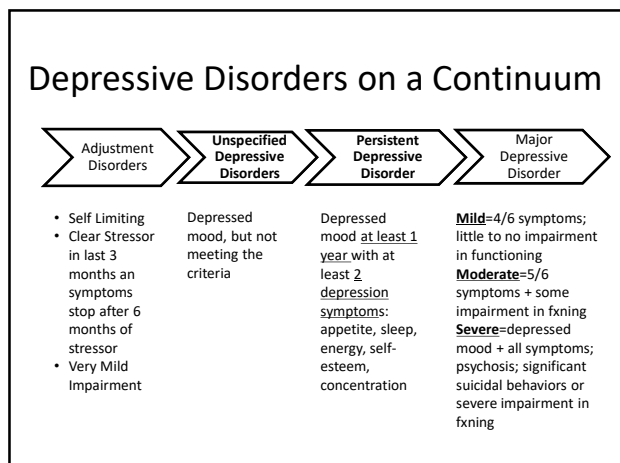 Depressive Disorders on a Continuum
Adjustment
Disorders
Unspecified
Depressive
Disorders
Persistent
Depressive
Disorder
Major
Depressive
Disorder
• Self Limiting
• Clear Stressor
in last 3
months an
symptoms
stop after 6
months of
stressor
• Very Mild
Impairment
Depressed
mood, but not
meeting the
criteria
Depressed
mood at least 1
year with at
least 2
depression
symptoms:
appetite, sleep,
energy, self-
esteem,
concentration
Mild=4/6 symptoms;
little to no impairment
in functioning
Moderate=5/6
symptoms + some
impairment in fxning
Severe=depressed
mood + all symptoms;
psychosis; significant
suicidal behaviors or
severe impairment in
fxning